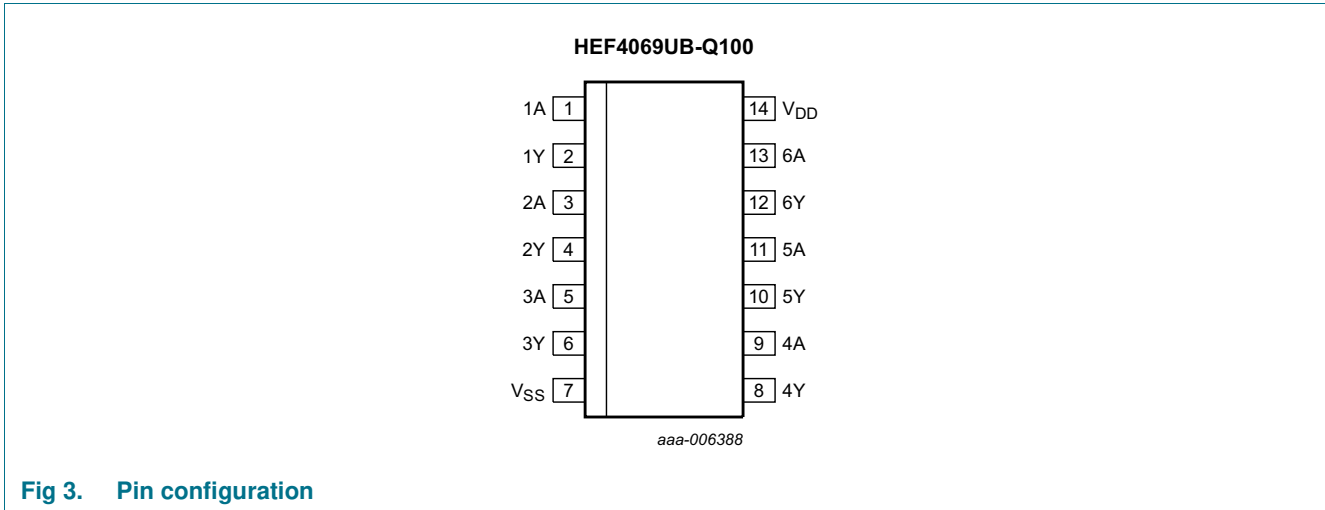 HEF4069UB-Q100
1A 1 14 VDD
1Y 2 13 6A
2A 3 12 6Y
2Y 4 11 5A
3A 5 10 5Y
3Y 6 9 4A
VSS 7 8 4Y
aaa-006388
Fig 3. Pin configuration